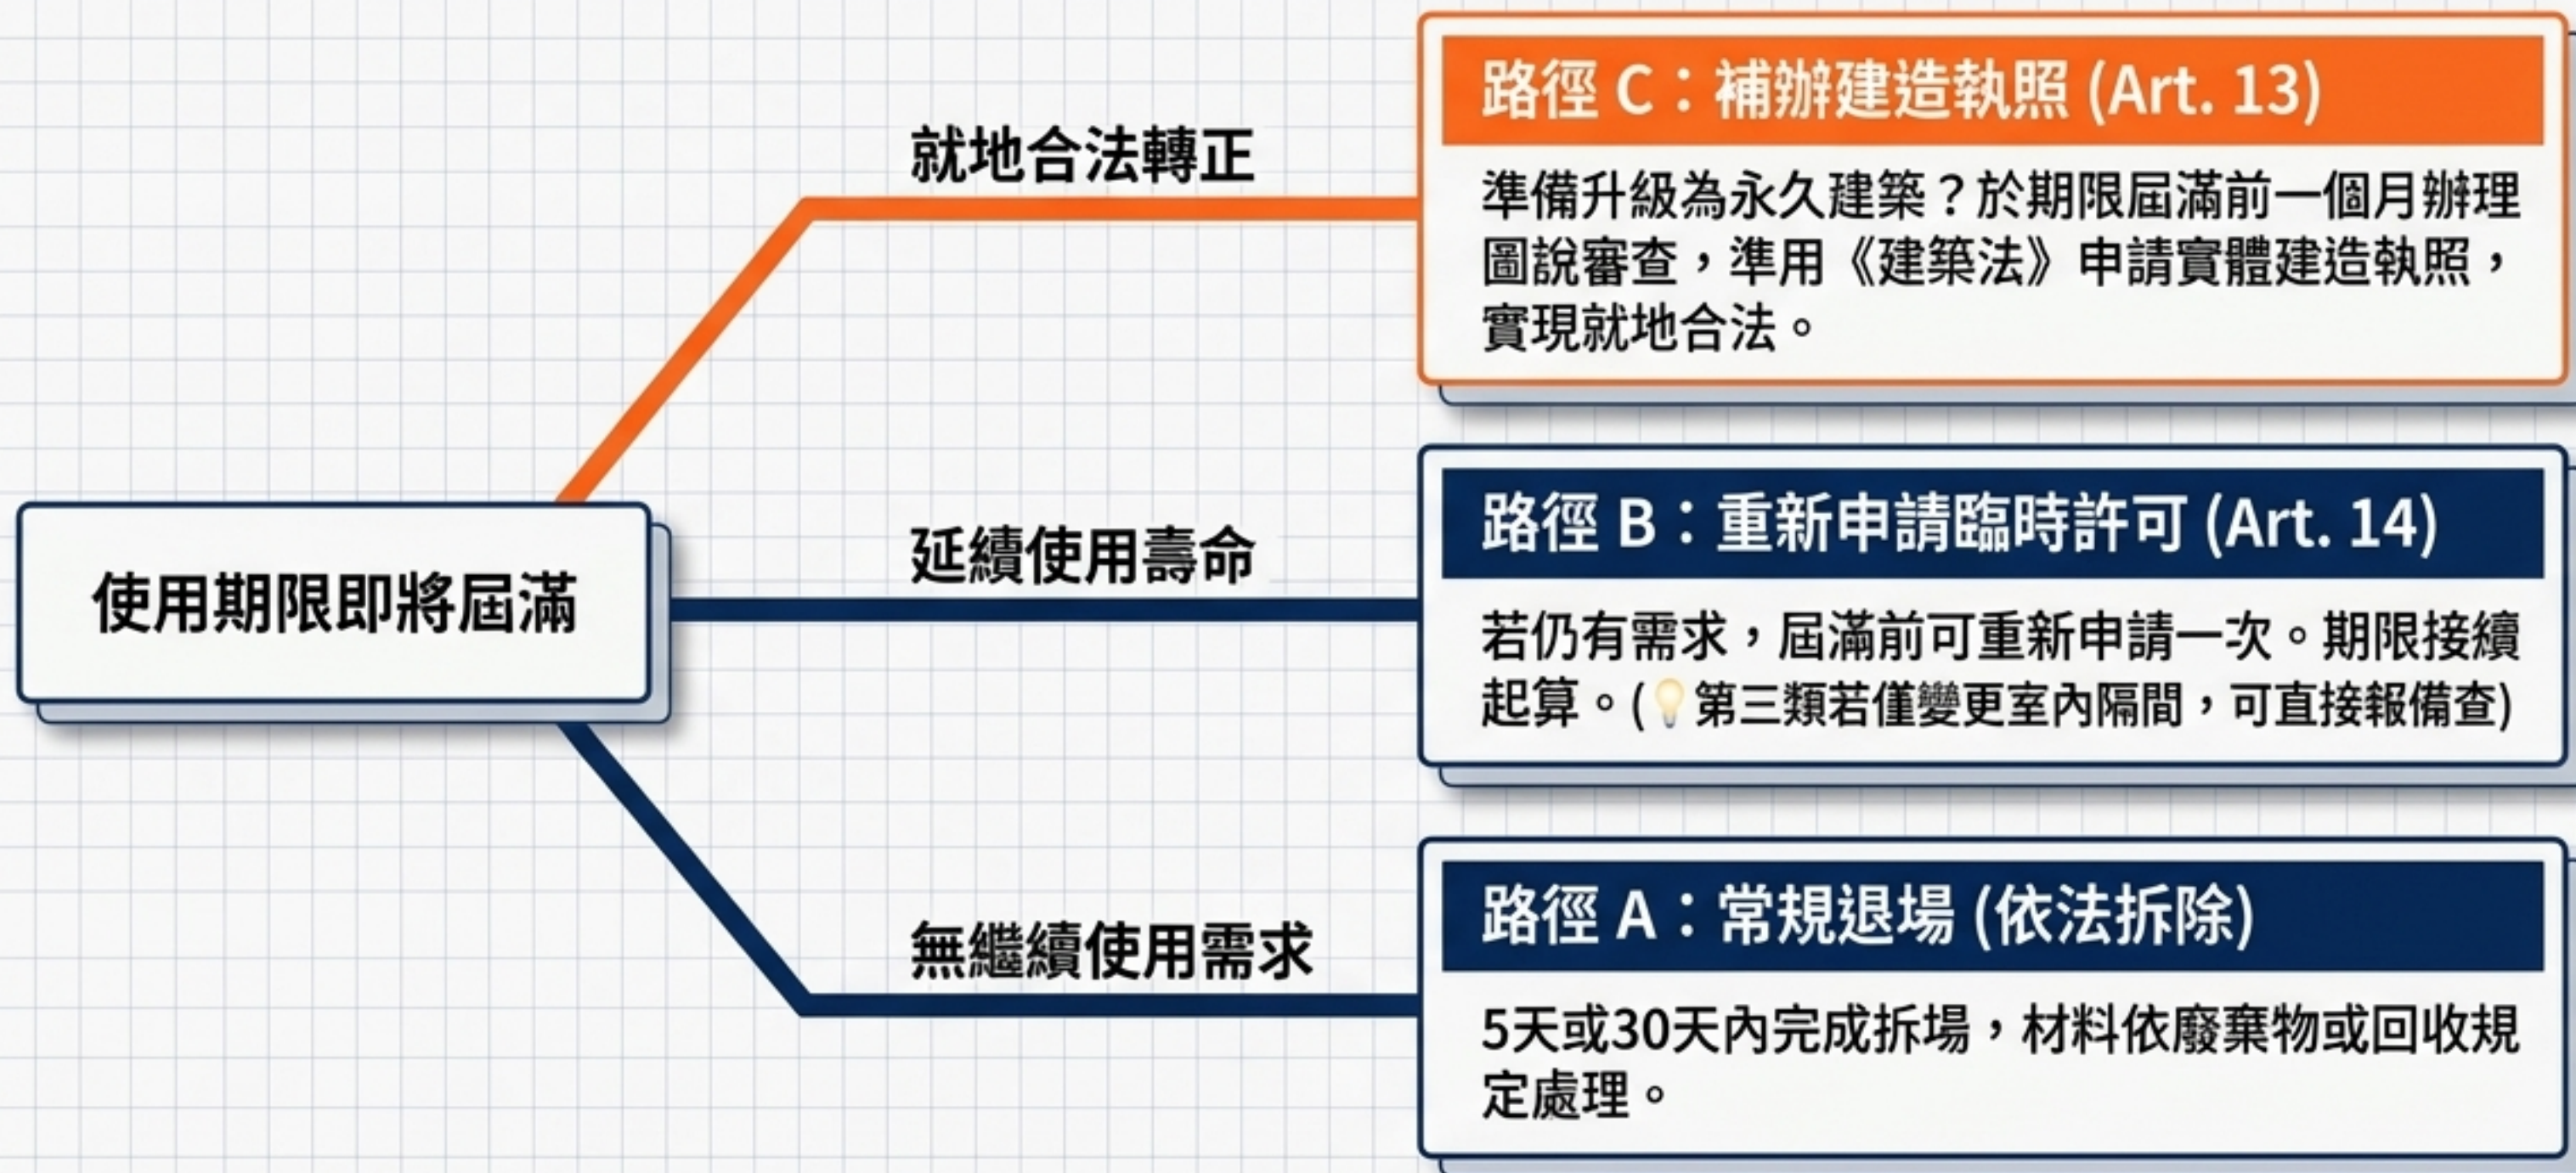 路徑 C：補辦建造執照 (Art. 13)
就地合法轉正
準備升級為永久建築？於期限屆滿前一個月辦理
圖說審查，準用《建築法》申請實體建造執照，
實現就地合法。
使用期限即將屆滿
延續使用壽命
路徑 B：重新申請臨時許可 (Art. 14)
若仍有需求，屆滿前可重新申請一次。期限接續
起算。(💡第三類若僅變更室內隔間，可直接報備查)
無繼續使用需求
路徑 A：常規退場 (依法拆除)
5天或30天內完成拆場，材料依廢棄物或回收規
定處理。